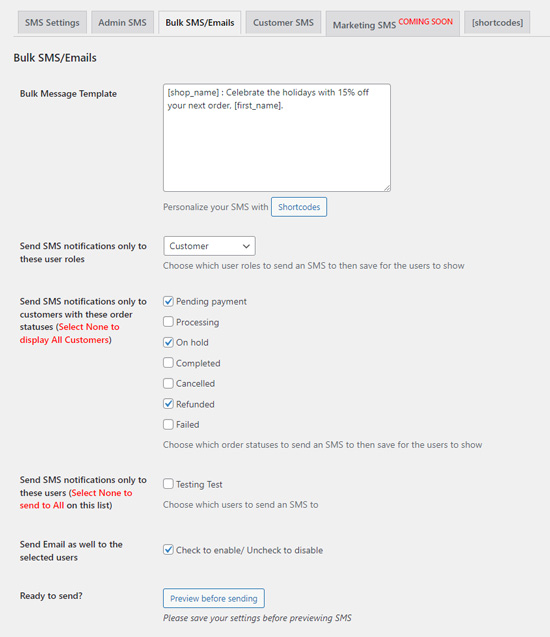 SMS Settings
Admin SMS
Bulk SMS/Emails
Customer SMS
Marketing SMS COMING SOON
[shortcodes]
Bulk SMS/Emails
Bulk Message Template
[shop_name] : Celebrate the holidays with 15% off
your next order. [first_name].
Personalize your SMS with
Shortcodes
Send SMS notifications only to
these user roles
Customer
Choose which user roles to send an SMS to then save for the users to show
Send SMS notifications only to
customers with these order
statuses (Select None to
display All Customers)
Pending payment
Processing
On hold
Completed
Cancelled
Refunded
Failed
Choose which order statuses to send an SMS to then save for the users to show
Send SMS notifications only to
these users (Select None to
send to All on this list)
Testing Test
Choose which users to send an SMS to
Send Email as well to the
selected users
Check to enable/ Uncheck to disable
Ready to send?
Preview before sending
Please save your settings before previewing SMS